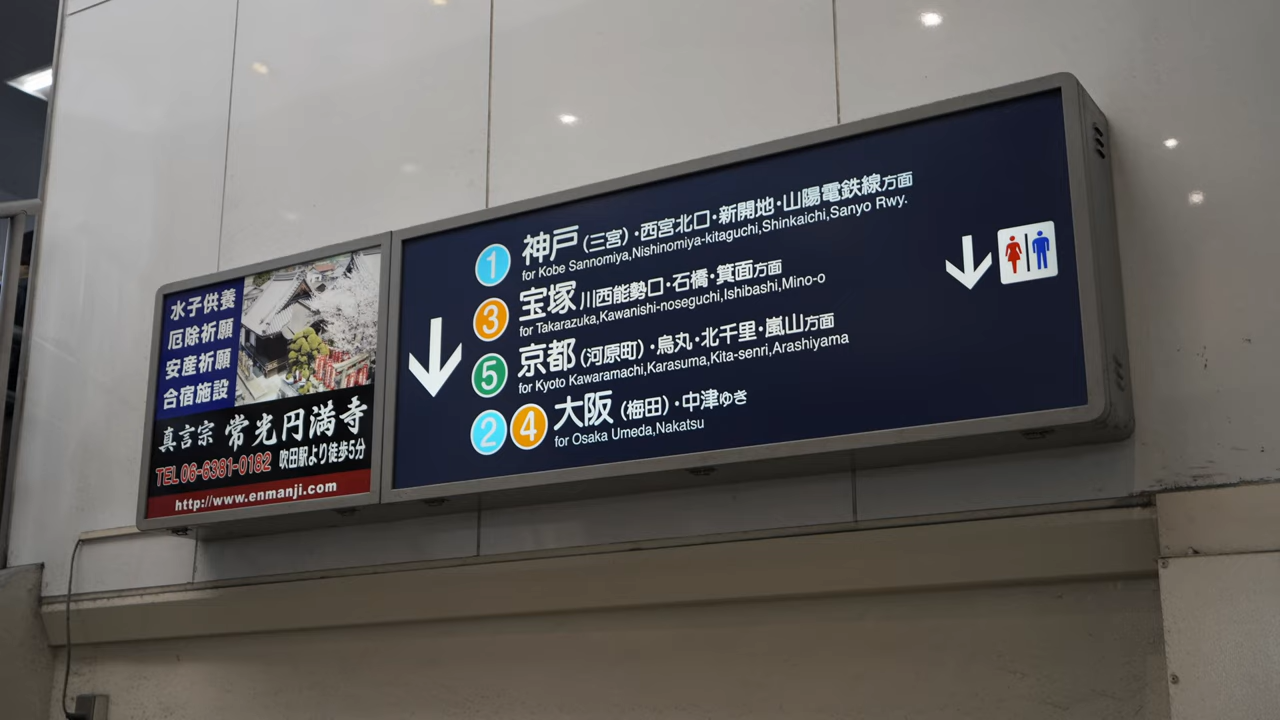 水子供養
厄除祈願
安産祈願
合宿施設
真言宗 常光円満寺
TEL 06-6381-0182 吹田駅より徒歩5分
http://www.enmanji.com
1 神戸(三宮)・西宮北口・新開地・山陽電鉄線方面
for Kobe Sannomiya,Nishinomiya-kitaguchi,Shinkaichi,Sanyo Rwy.
3 宝塚 川西能勢口・石橋・箕面方面
for Takarazuka,Kawanishi-noseguchi,Ishibashi,Mino-o
5 京都(河原町)・烏丸・北千里・嵐山方面
for Kyoto Kawaramachi,Karasuma,Kita-senri,Arashiyama
2 4 大阪(梅田)・中津ゆき
for Osaka Umeda,Nakatsu